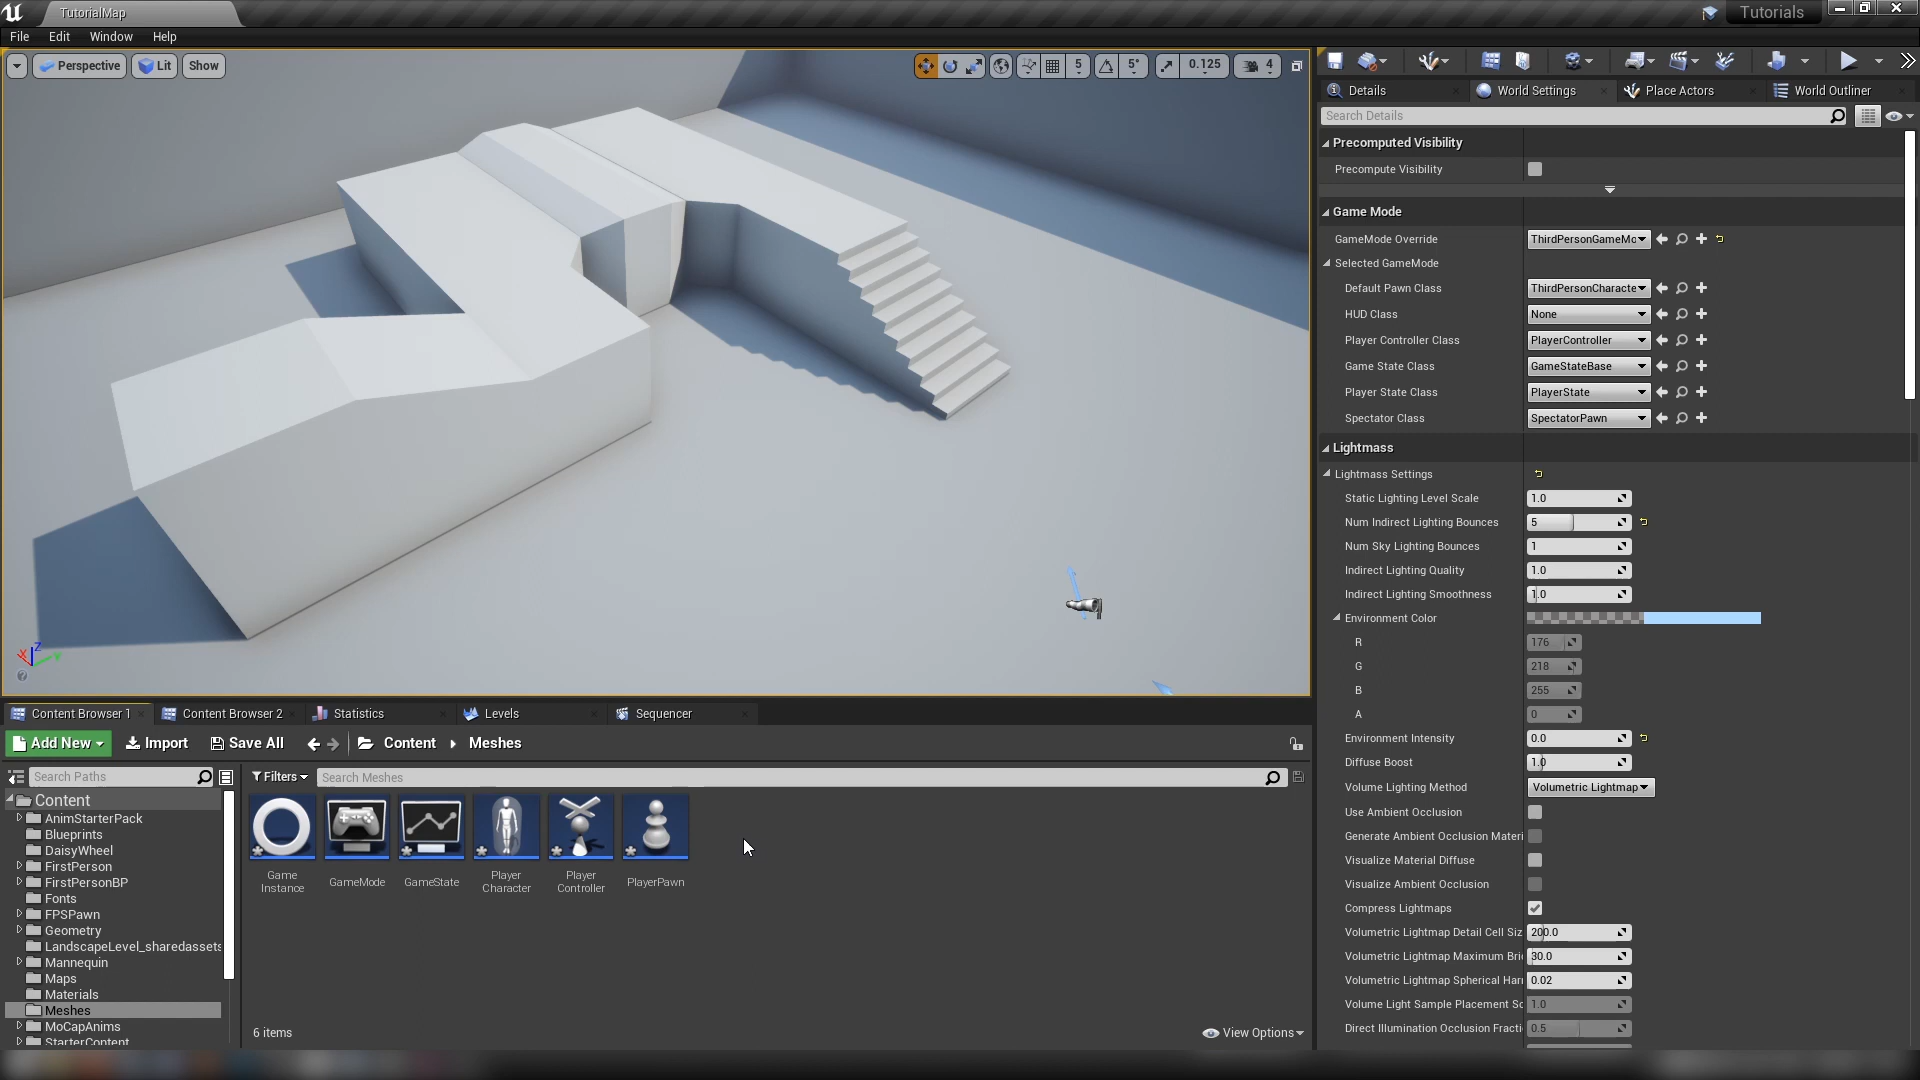 TutorialMap
Tutorials
File Edit Window Help
Perspective Lit Show
5 5° 0.125 4
Details World Settings Place Actors World Outliner
Search Details
Precomputed Visibility
Precompute Visibility
Game Mode
GameMode Override ThirdPersonGameMo
Selected GameMode
Default Pawn Class ThirdPersonCharacte
HUD Class None
Player Controller Class PlayerController
Game State Class GameStateBase
Player State Class PlayerState
Spectator Class SpectatorPawn
Lightmass
Lightmass Settings
Static Lighting Level Scale 1.0
Num Indirect Lighting Bounces 5
Num Sky Lighting Bounces 1
Indirect Lighting Quality 1.0
Indirect Lighting Smoothness 1.0
Environment Color
R 176
G 218
B 255
A 0
Environment Intensity 0.0
Diffuse Boost 1.0
Volume Lighting Method Volumetric Lightmap
Use Ambient Occlusion
Generate Ambient Occlusion Materi
Visualize Material Diffuse
Visualize Ambient Occlusion
Compress Lightmaps
Volumetric Lightmap Detail Cell Siz 200.0
Volumetric Lightmap Maximum Bri 30.0
Volumetric Lightmap Spherical Har 0.02
Volume Light Sample Placement Sc 1.0
Direct Illumination Occlusion Fracti 0.5
X Z Y
?
Content Browser 1 Content Browser 2 Statistics Levels Sequencer
Add New Import Save All Content Meshes
Search Paths
Filters Search Meshes
Content
AnimStarterPack
Blueprints
DaisyWheel
FirstPerson
FirstPersonBP
Fonts
FPSPawn
Geometry
LandscapeLevel_sharedassets
Mannequin
Maps
Materials
Meshes
MoCapAnims
StarterContent
Game
Instance
GameMode
GameState
Player
Character
Player
Controller
PlayerPawn
6 items
View Options